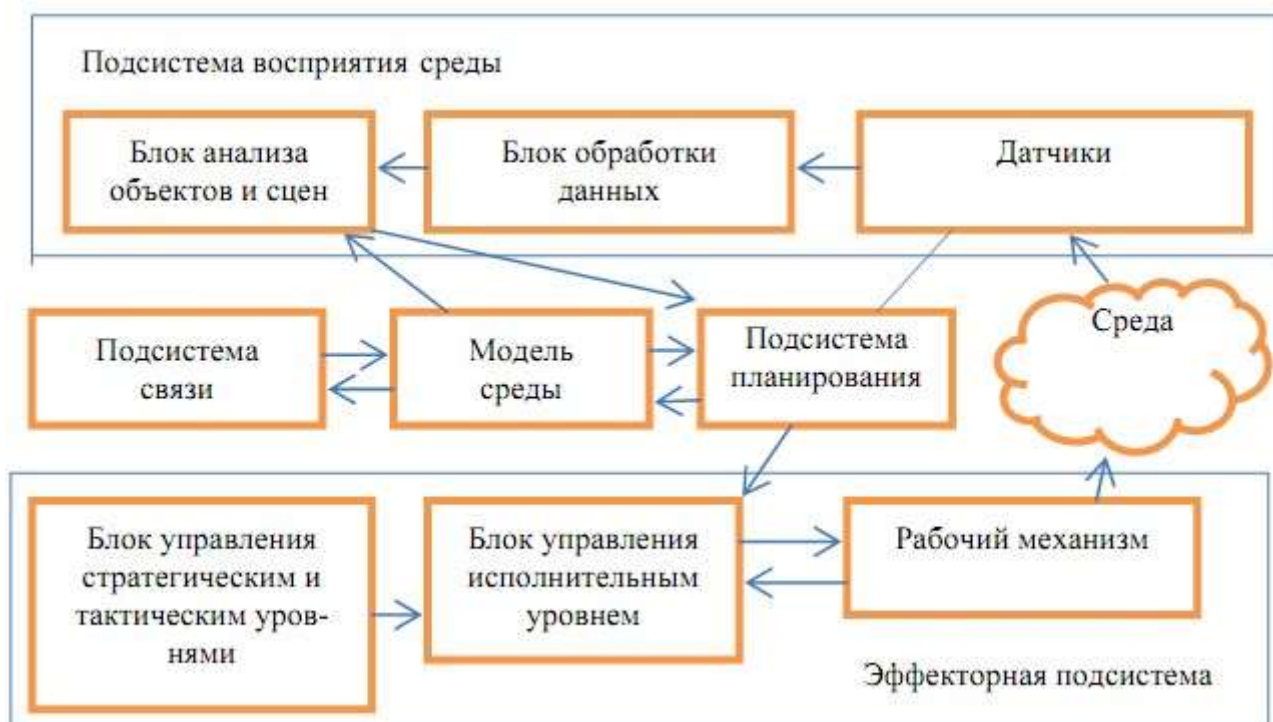 Подсистема восприятия среды
Блок анализа
объектов и сцен
Блок обработки
данных
Датчики
Подсистема
связи
Модель
среды
Подсистема
планирования
Среда
Блок управления
стратегическим и
тактическим уров-
нями
Блок управления
исполнительным
уровнем
Рабочий механизм
Эффекторная подсистема